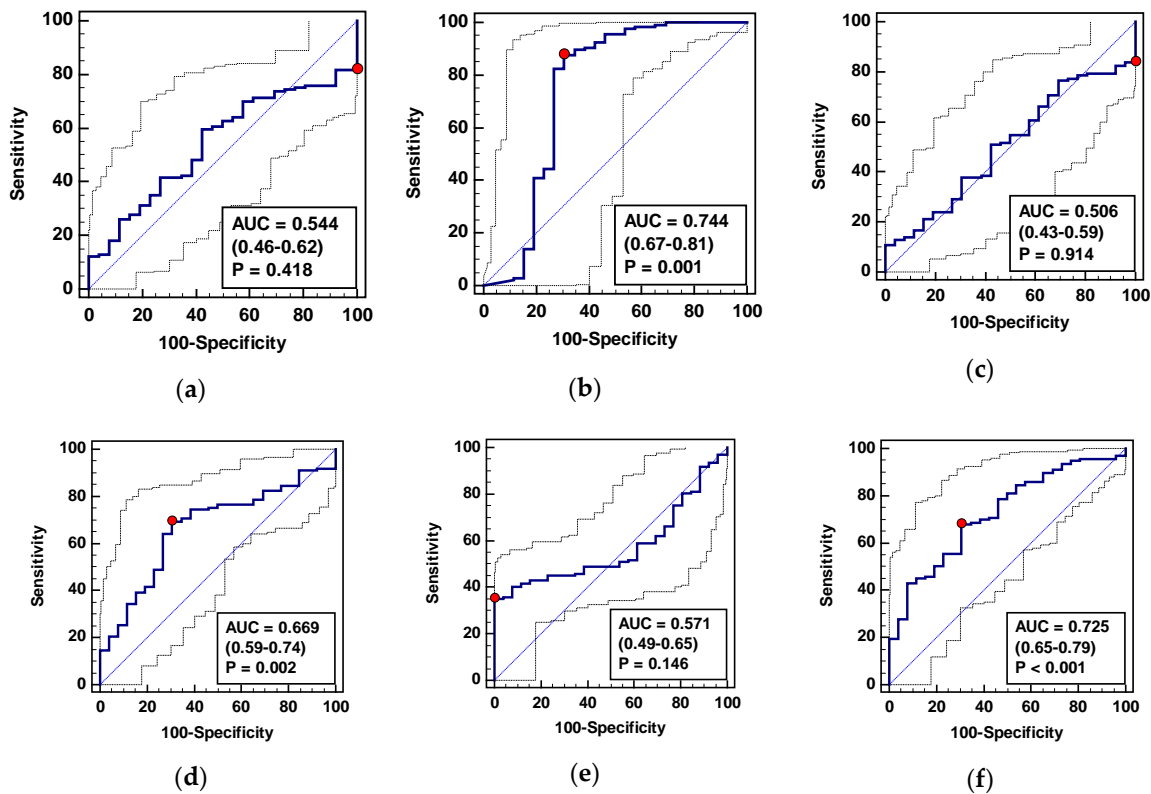 100
80
60
40
20
0
Sensitivity
AUC = 0.544
(0.46-0.62)
P = 0.418
0 20 40 60 80 100
100-Specificity
(a)
100
80
60
40
20
0
Sensitivity
AUC = 0.744
(0.67-0.81)
P = 0.001
0 20 40 60 80 100
100-Specificity
(b)
100
80
60
40
20
0
Sensitivity
AUC = 0.506
(0.43-0.59)
P = 0.914
0 20 40 60 80 100
100-Specificity
(c)
100
80
60
40
20
0
Sensitivity
AUC = 0.669
(0.59-0.74)
P = 0.002
0 20 40 60 80 100
100-Specificity
(d)
100
80
60
40
20
0
Sensitivity
AUC = 0.571
(0.49-0.65)
P = 0.146
0 20 40 60 80 100
100-Specificity
(e)
100
80
60
40
20
0
Sensitivity
AUC = 0.725
(0.65-0.79)
P < 0.001
0 20 40 60 80 100
100-Specificity
(f)